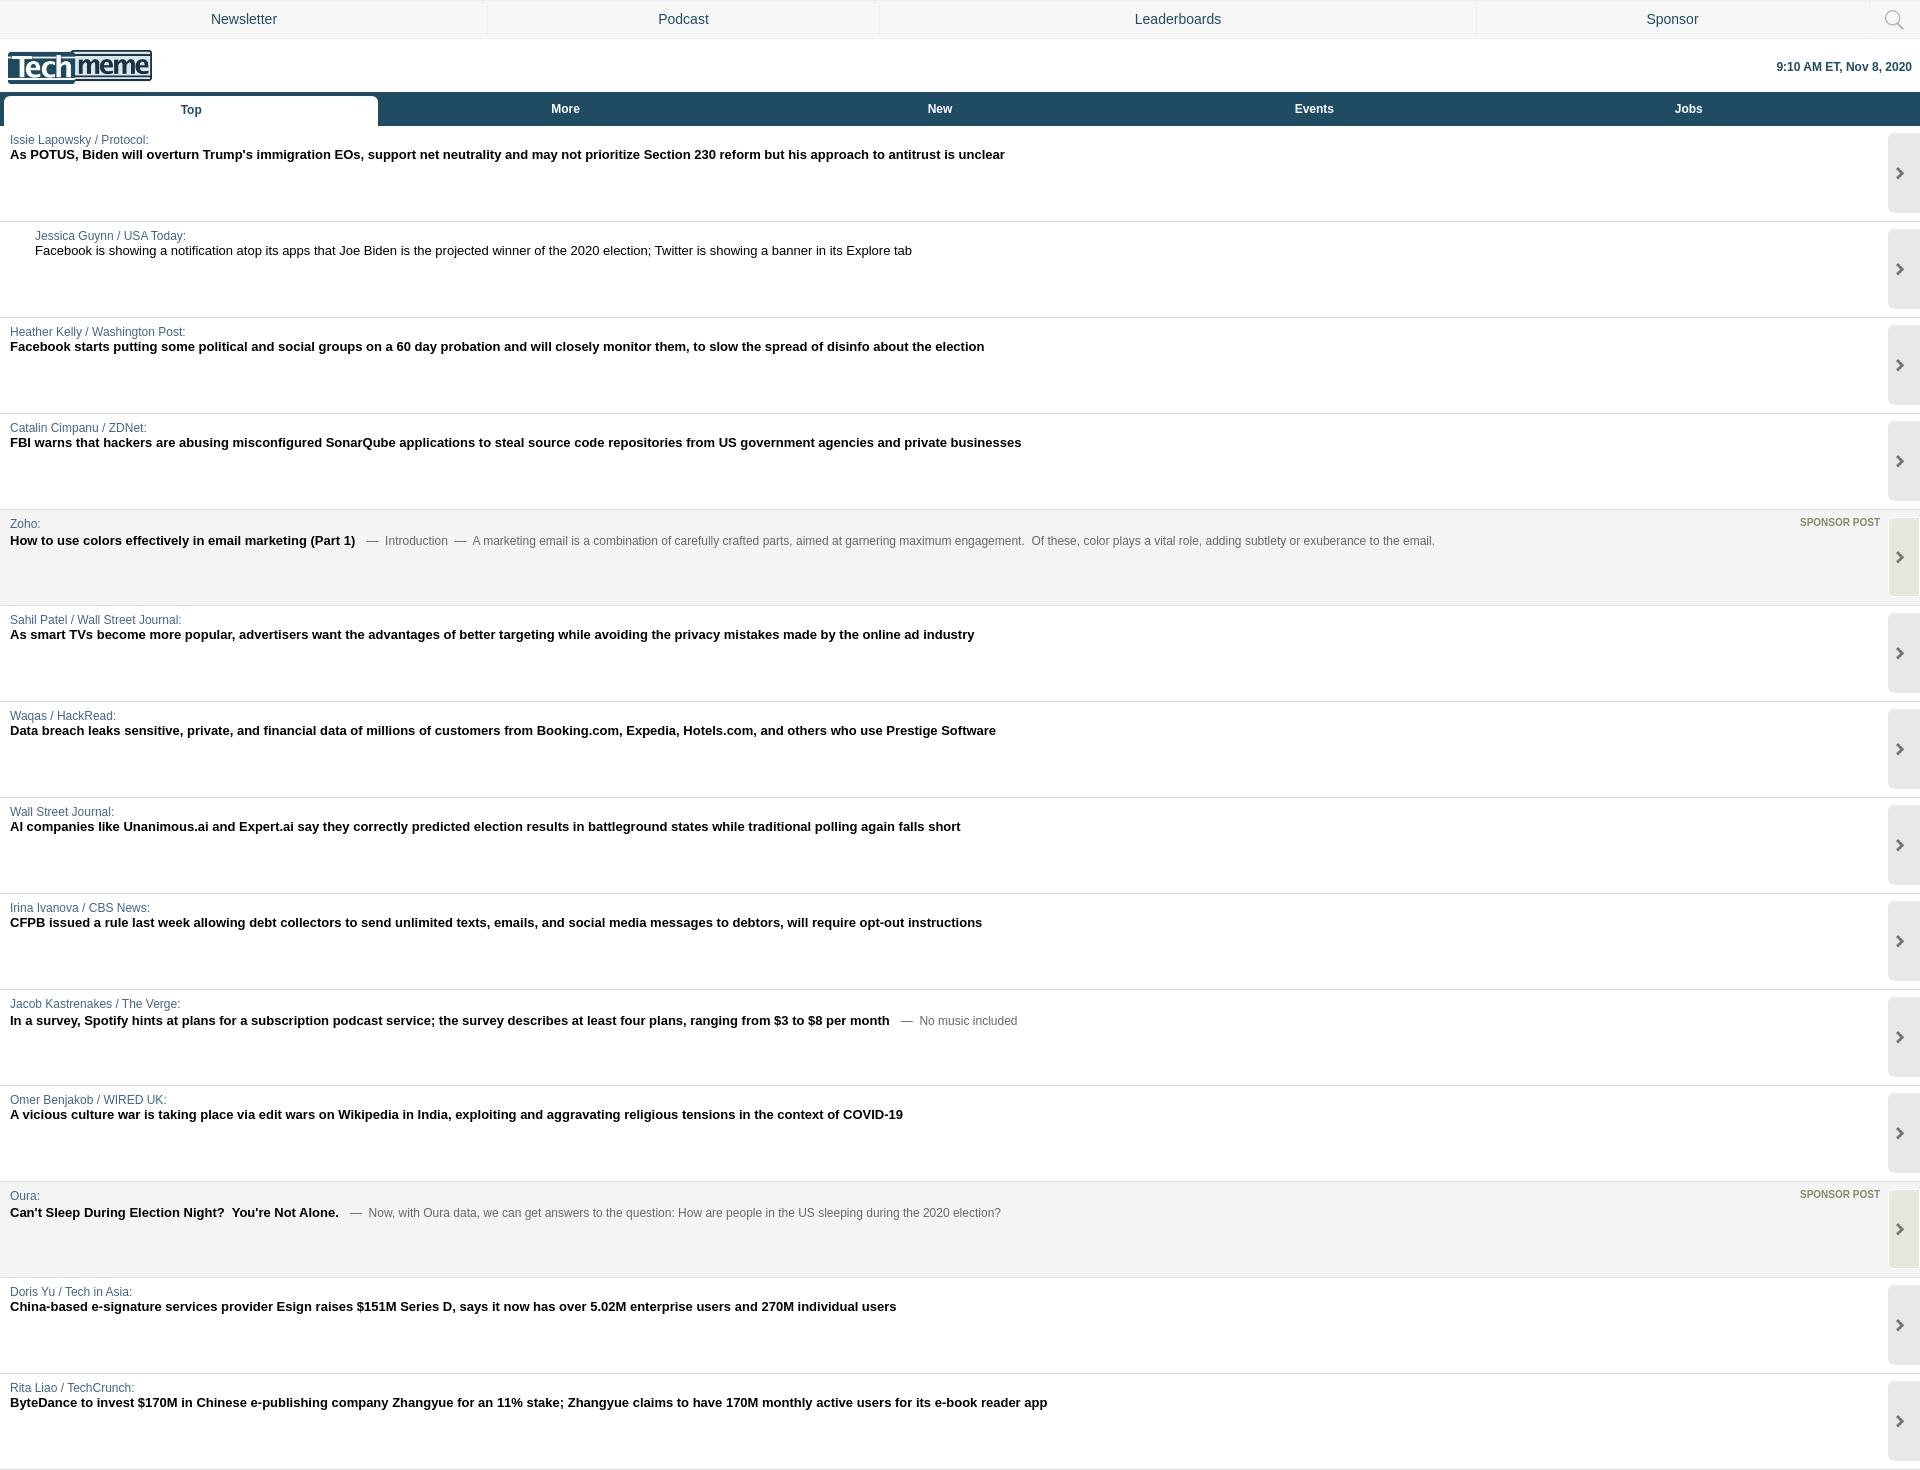 Newsletter Podcast Leaderboards Sponsor
Techmeme 9:10 AM ET, Nov 8, 2020
Top More New Events Jobs
Issie Lapowsky / Protocol:
As POTUS, Biden will overturn Trump's immigration EOs, support net neutrality and may not prioritize Section 230 reform but his approach to antitrust is unclear
Jessica Guynn / USA Today:
Facebook is showing a notification atop its apps that Joe Biden is the projected winner of the 2020 election; Twitter is showing a banner in its Explore tab
Heather Kelly / Washington Post:
Facebook starts putting some political and social groups on a 60 day probation and will closely monitor them, to slow the spread of disinfo about the election
Catalin Cimpanu / ZDNet:
FBI warns that hackers are abusing misconfigured SonarQube applications to steal source code repositories from US government agencies and private businesses
Zoho: SPONSOR POST
How to use colors effectively in email marketing (Part 1) — Introduction — A marketing email is a combination of carefully crafted parts, aimed at garnering maximum engagement. Of these, color plays a vital role, adding subtlety or exuberance to the email.
Sahil Patel / Wall Street Journal:
As smart TVs become more popular, advertisers want the advantages of better targeting while avoiding the privacy mistakes made by the online ad industry
Waqas / HackRead:
Data breach leaks sensitive, private, and financial data of millions of customers from Booking.com, Expedia, Hotels.com, and others who use Prestige Software
Wall Street Journal:
AI companies like Unanimous.ai and Expert.ai say they correctly predicted election results in battleground states while traditional polling again falls short
Irina Ivanova / CBS News:
CFPB issued a rule last week allowing debt collectors to send unlimited texts, emails, and social media messages to debtors, will require opt-out instructions
Jacob Kastrenakes / The Verge:
In a survey, Spotify hints at plans for a subscription podcast service; the survey describes at least four plans, ranging from $3 to $8 per month — No music included
Omer Benjakob / WIRED UK:
A vicious culture war is taking place via edit wars on Wikipedia in India, exploiting and aggravating religious tensions in the context of COVID-19
Oura: SPONSOR POST
Can't Sleep During Election Night? You're Not Alone. — Now, with Oura data, we can get answers to the question: How are people in the US sleeping during the 2020 election?
Doris Yu / Tech in Asia:
China-based e-signature services provider Esign raises $151M Series D, says it now has over 5.02M enterprise users and 270M individual users
Rita Liao / TechCrunch:
ByteDance to invest $170M in Chinese e-publishing company Zhangyue for an 11% stake; Zhangyue claims to have 170M monthly active users for its e-book reader app